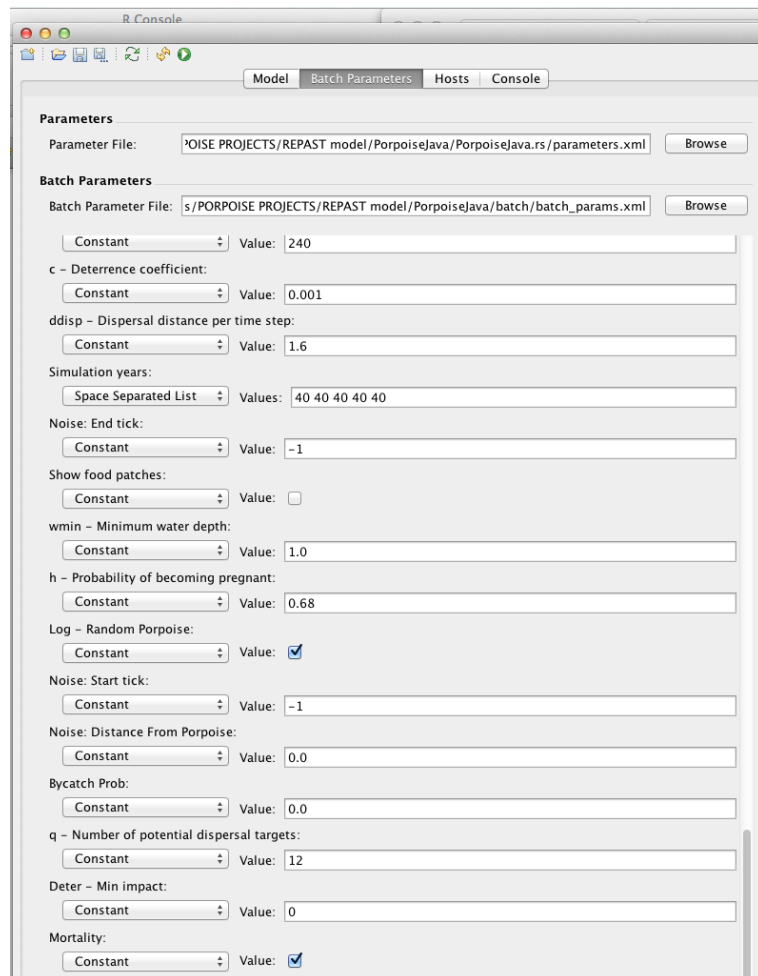 R Console
Model Batch Parameters Hosts Console
Parameters
Parameter File: OISE PROJECTS/REPAST model/PorpoiseJava/PorpoiseJava.rs/parameters.xml Browse
Batch Parameters
Batch Parameter File: s/PORPOISE PROJECTS/REPAST model/PorpoiseJava/batch/batch_params.xml Browse
Constant Value: 240
c – Deterrence coefficient:
Constant Value: 0.001
ddisp – Dispersal distance per time step:
Constant Value: 1.6
Simulation years:
Space Separated List Values: 40 40 40 40 40
Noise: End tick:
Constant Value: -1
Show food patches:
Constant Value:
wmin – Minimum water depth:
Constant Value: 1.0
h – Probability of becoming pregnant:
Constant Value: 0.68
Log – Random Porpoise:
Constant Value:
Noise: Start tick:
Constant Value: -1
Noise: Distance From Porpoise:
Constant Value: 0.0
Bycatch Prob:
Constant Value: 0.0
q – Number of potential dispersal targets:
Constant Value: 12
Deter – Min impact:
Constant Value: 0
Mortality:
Constant Value: